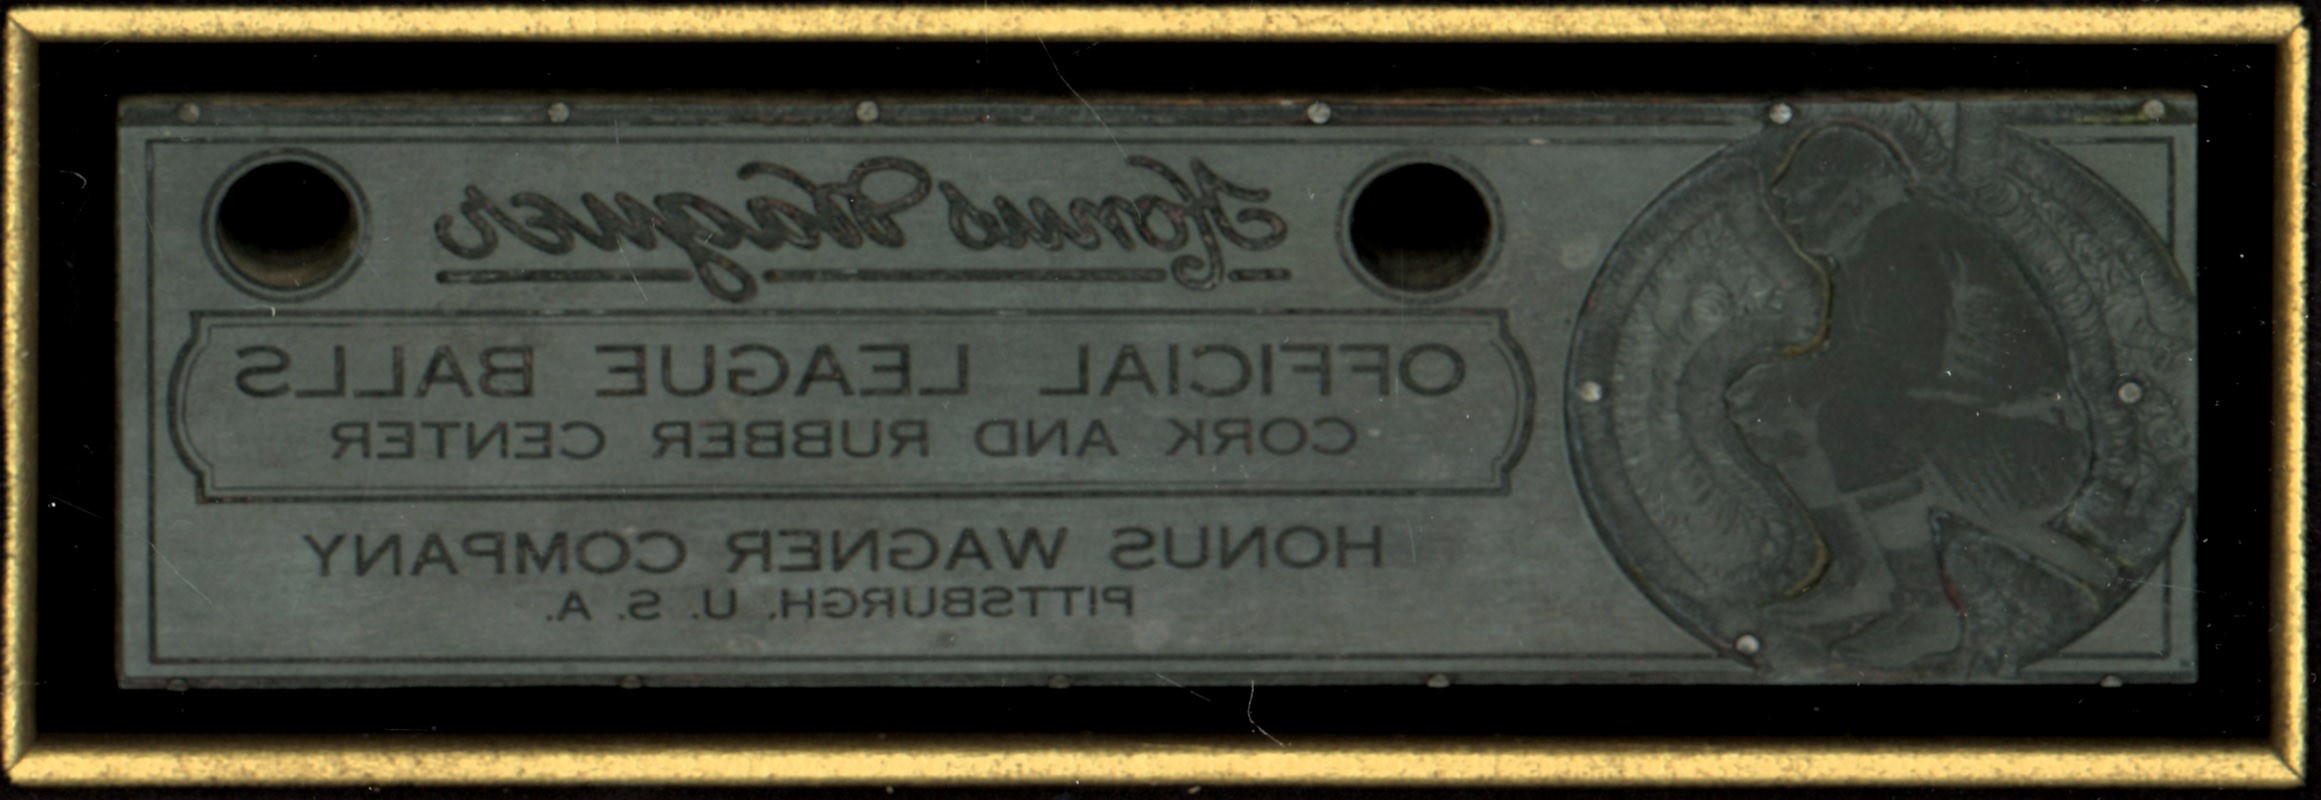 Honus Wagner
OFFICIAL LEAGUE BALLS
CORK AND RUBBER CENTER
HONUS WAGNER COMPANY
PITTSBURGH, U. S. A.